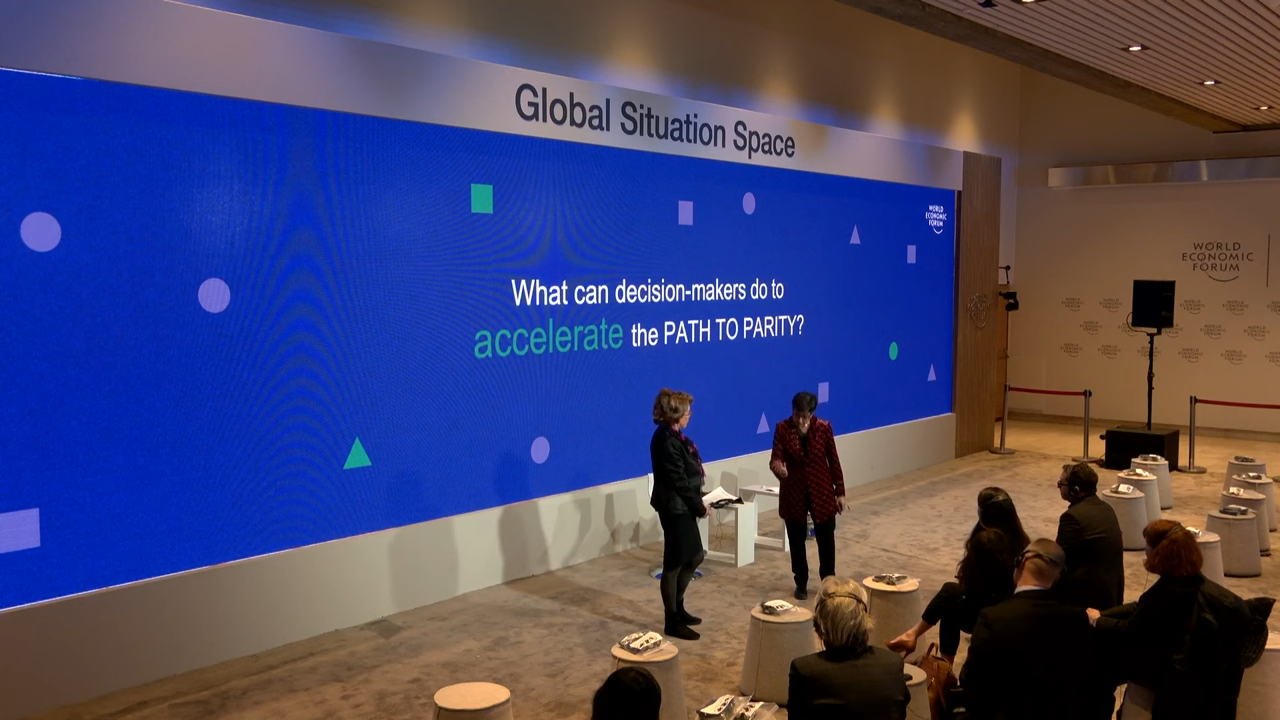 Global Situation Space
WORLD
ECONOMIC
FORUM
What can decision-makers do to
accelerate the PATH TO PARITY?
WORLD
ECONOMIC
FORUM